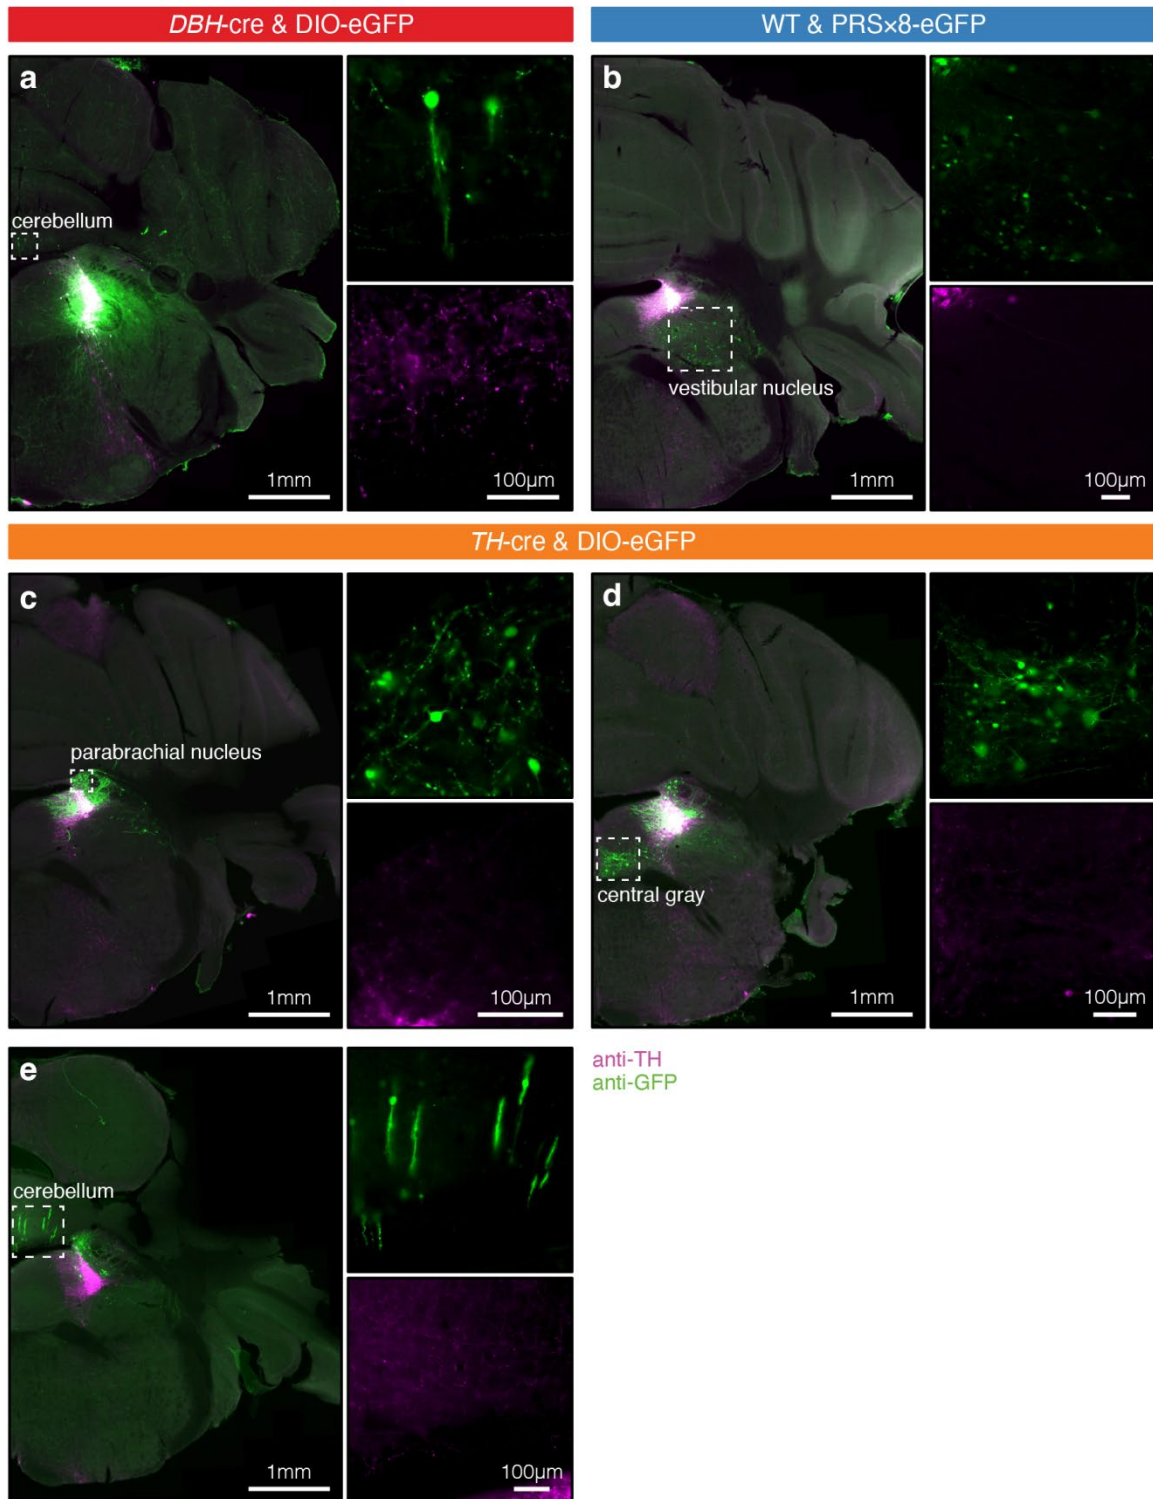 DBH-cre & DIO-eGFP
WT & PRS×8-eGFP
a
cerebellum
1mm
100µm
b
vestibular nucleus
1mm
100µm
TH-cre & DIO-eGFP
c
parabrachial nucleus
1mm
100µm
d
central gray
1mm
100µm
e
cerebellum
1mm
100µm
anti-TH
anti-GFP